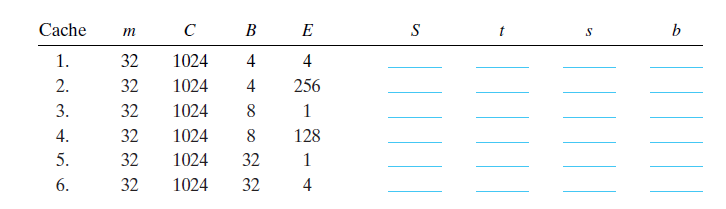 Cache m C B E S t s b
1. 32 1024 4 4
2. 32 1024 4 256
3. 32 1024 8 1
4. 32 1024 8 128
5. 32 1024 32 1
6. 32 1024 32 4